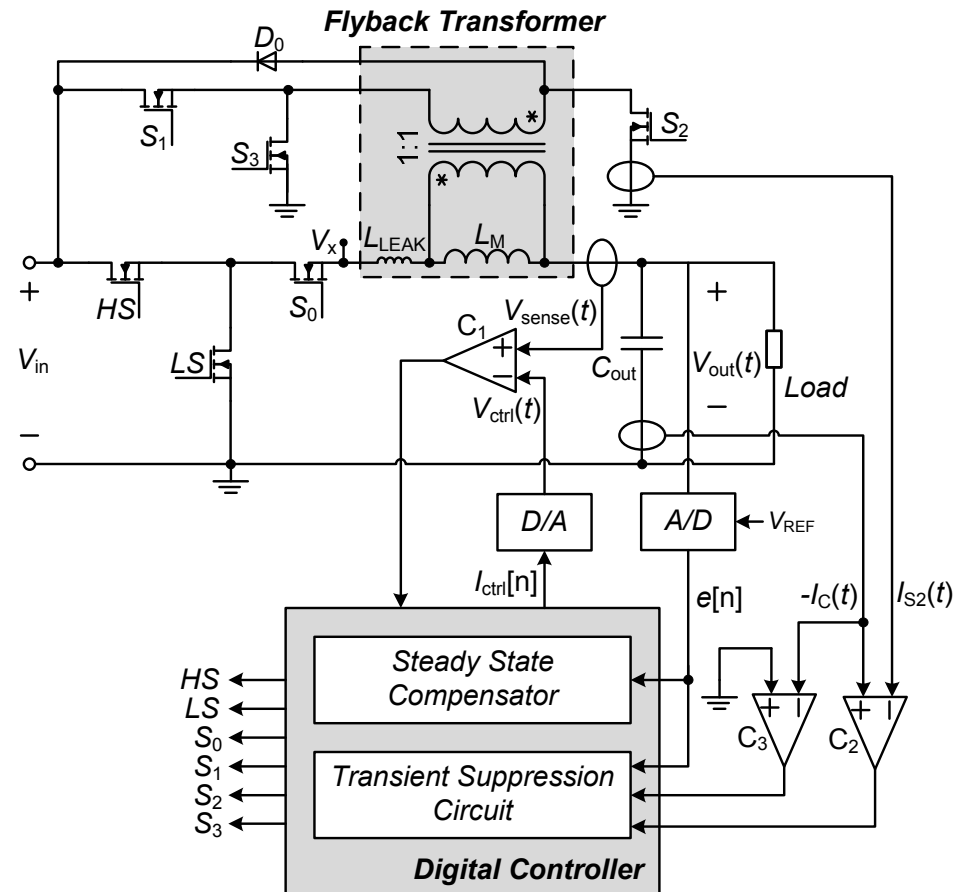 Flyback Transformer
D0
S1
S3
1:1
*
*
S2
Vx
LLEAK
LM
+
HS
S0
Vin
LS
−
Vsense(t)
C1
+
−
Vctrl(t)
Cout
+
Vout(t)
−
Load
D/A
A/D
VREF
Ictrl[n]
e[n]
-IC(t)
IS2(t)
Steady State
Compensator
HS
LS
S0
S1
S2
S3
+
−
C3
+
−
C2
Transient Suppression
Circuit
Digital Controller